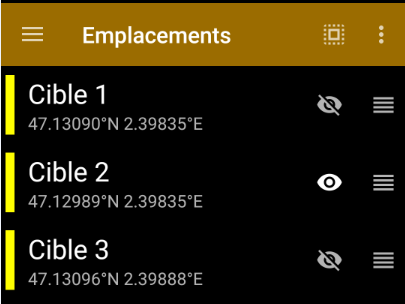 Emplacements
Cible 1
47.13090°N 2.39835°E
Cible 2
47.12989°N 2.39835°E
Cible 3
47.13096°N 2.39888°E